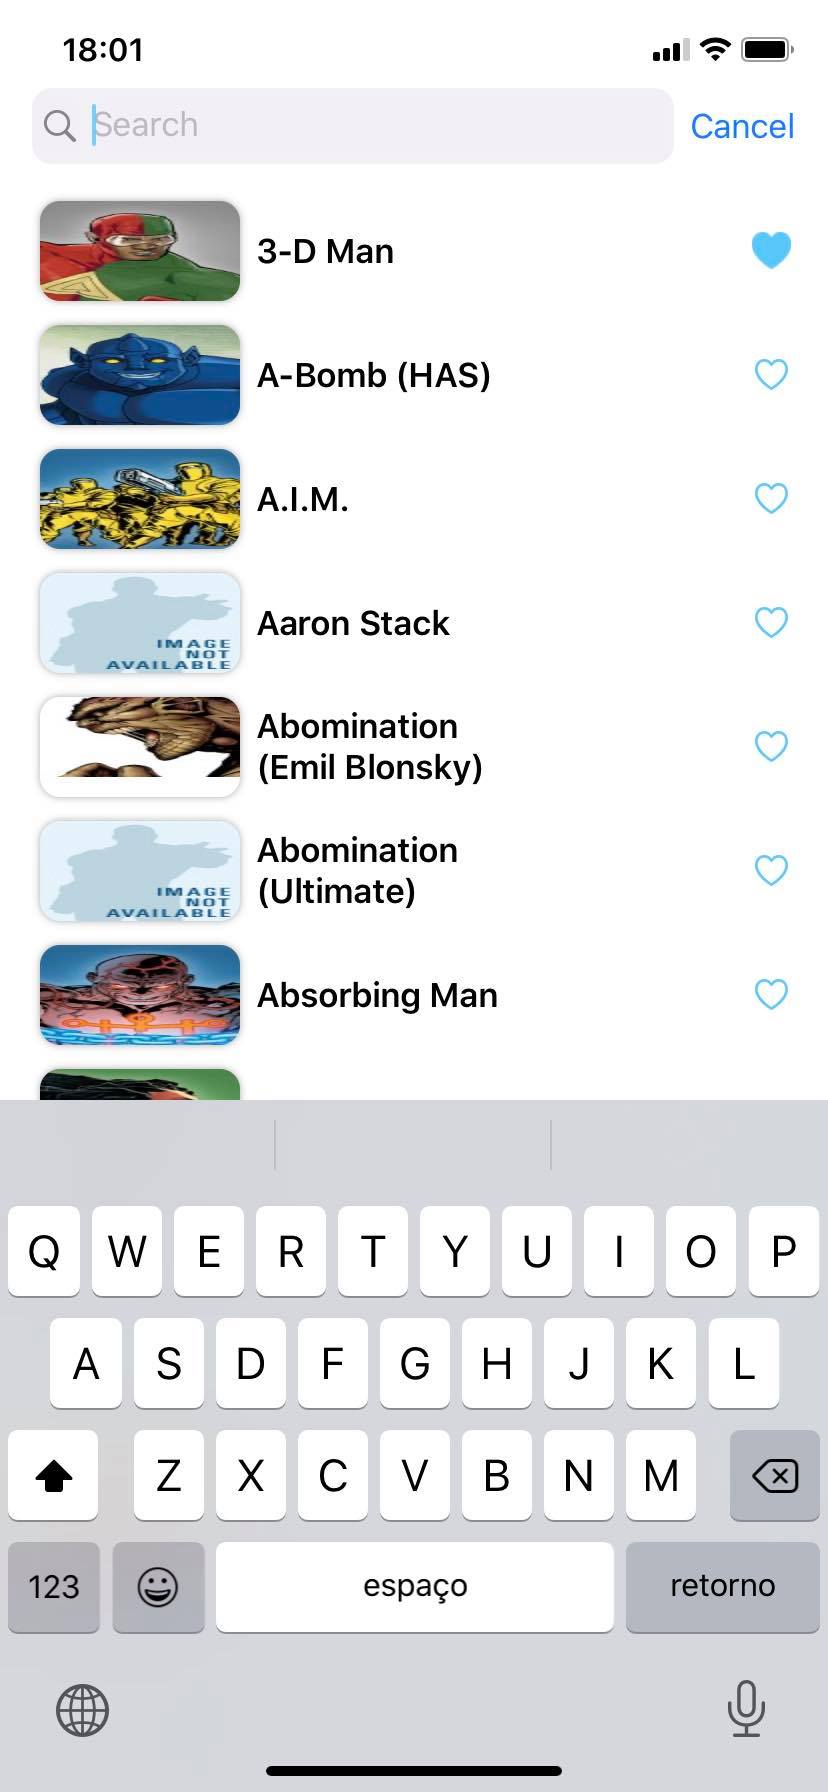 18:01
Search
Cancel
3-D Man
A-Bomb (HAS)
A.I.M.
Aaron Stack
IMAGE
NOT
AVAILABLE
Abomination
(Emil Blonsky)
Abomination
(Ultimate)
IMAGE
NOT
AVAILABLE
Absorbing Man
Q W E R T Y U I O P
A S D F G H J K L
Z X C V B N M
123
espaço
retorno